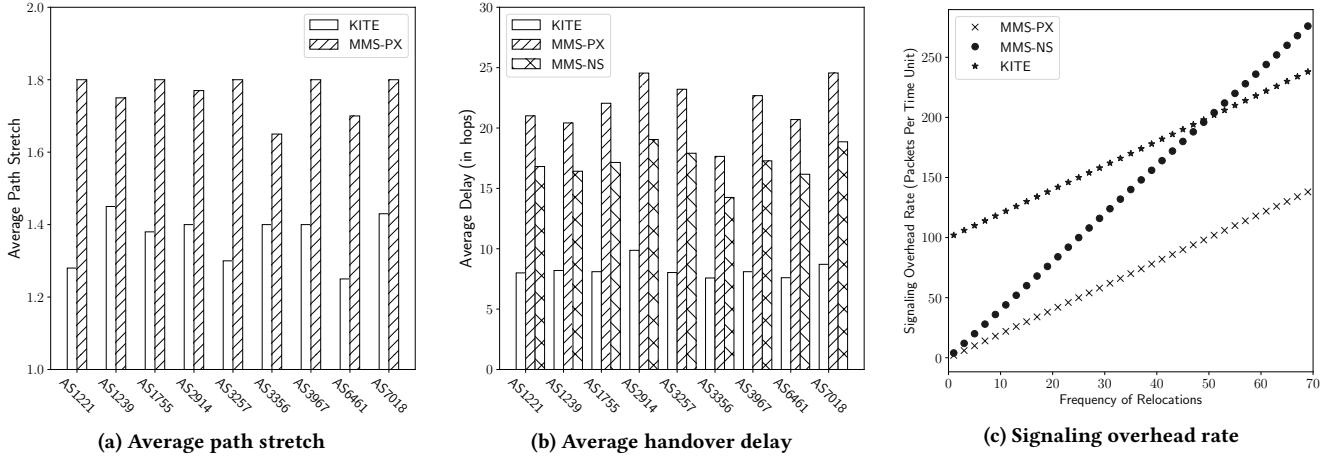 2.0
1.8
1.6
1.4
1.2
1.0
Average Path Stretch
KITE
MMS-PX
AS1221
AS1239
AS1755
AS2914
AS3257
AS3356
AS3967
AS6461
AS7018
(a) Average path stretch
30
25
20
15
10
5
0
Average Delay (in hops)
KITE
MMS-PX
MMS-NS
AS1221
AS1239
AS1755
AS2914
AS3257
AS3356
AS3967
AS6461
AS7018
(b) Average handover delay
250
200
150
100
50
0
Signaling Overhead Rate (Packets Per Time Unit)
MMS-PX
MMS-NS
KITE
0 10 20 30 40 50 60 70
Frequency of Relocations
(c) Signaling overhead rate